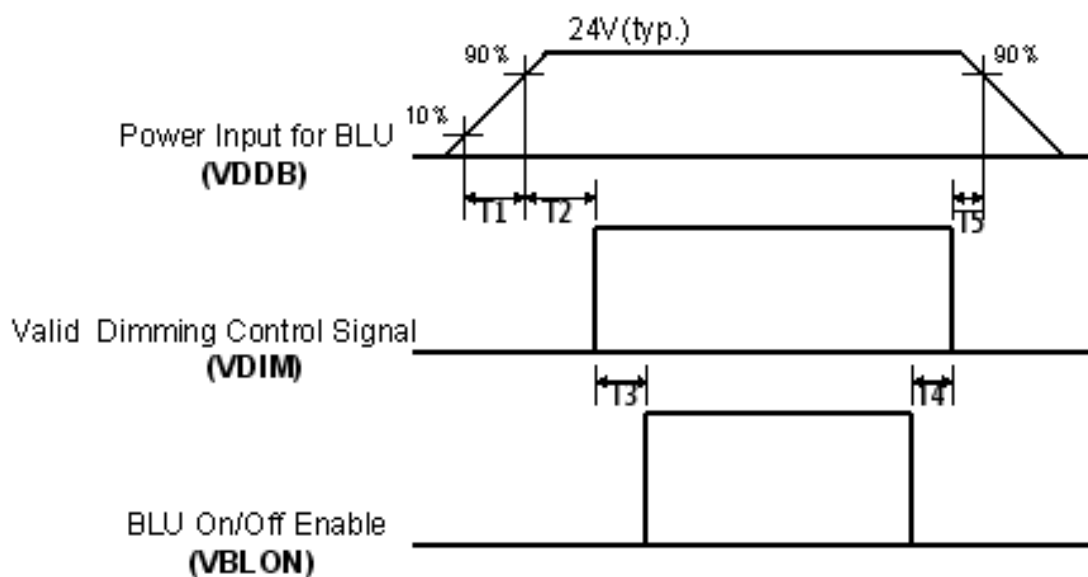 24V(typ.)
90%
90%
10%
Power Input for BLU
(VDDB)
T1
T2
T5
Valid Dimming Control Signal
(VDIM)
T3
T4
BLU On/Off Enable
(VBLON)